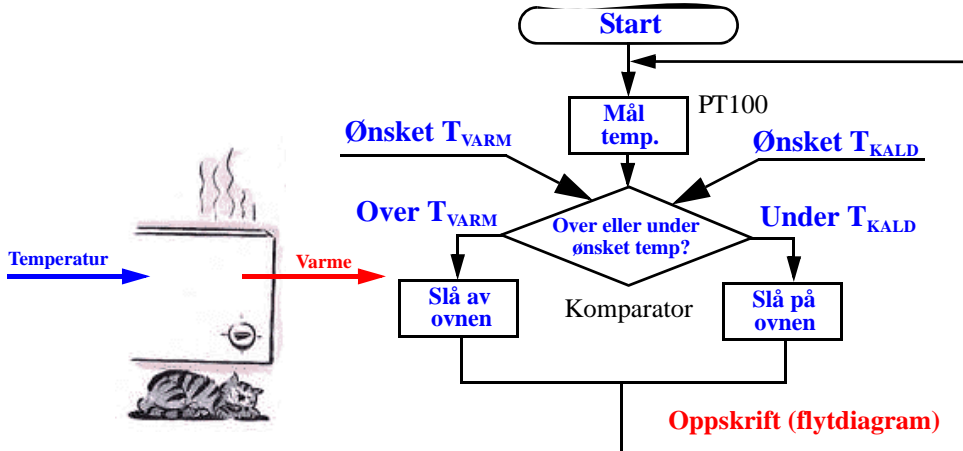 Start
Mål
temp.
PT100
Ønsket TVARM
Ønsket TKALD
Over TVARM
Over eller under
ønsket temp?
Under TKALD
Temperatur
Varme
Slå av
ovnen
Komparator
Slå på
ovnen
Oppskrift (flytdiagram)